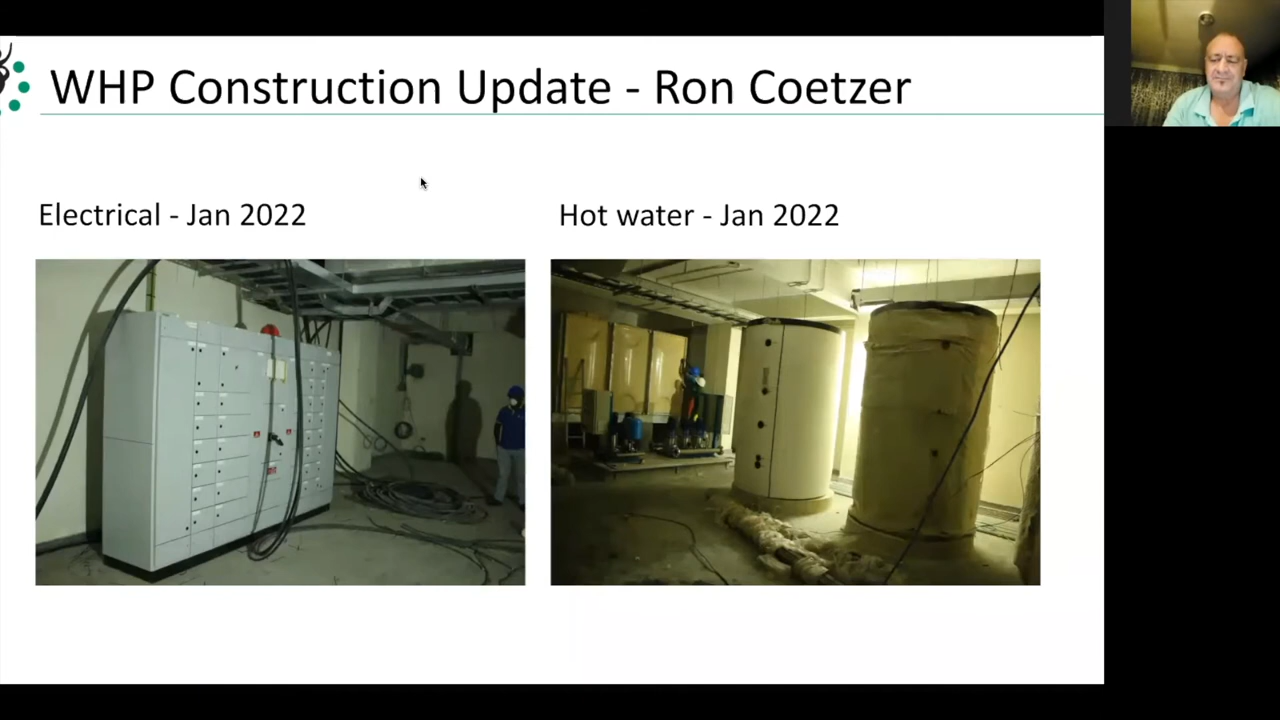 WHP Construction Update - Ron Coetzer
Electrical - Jan 2022
Hot water - Jan 2022